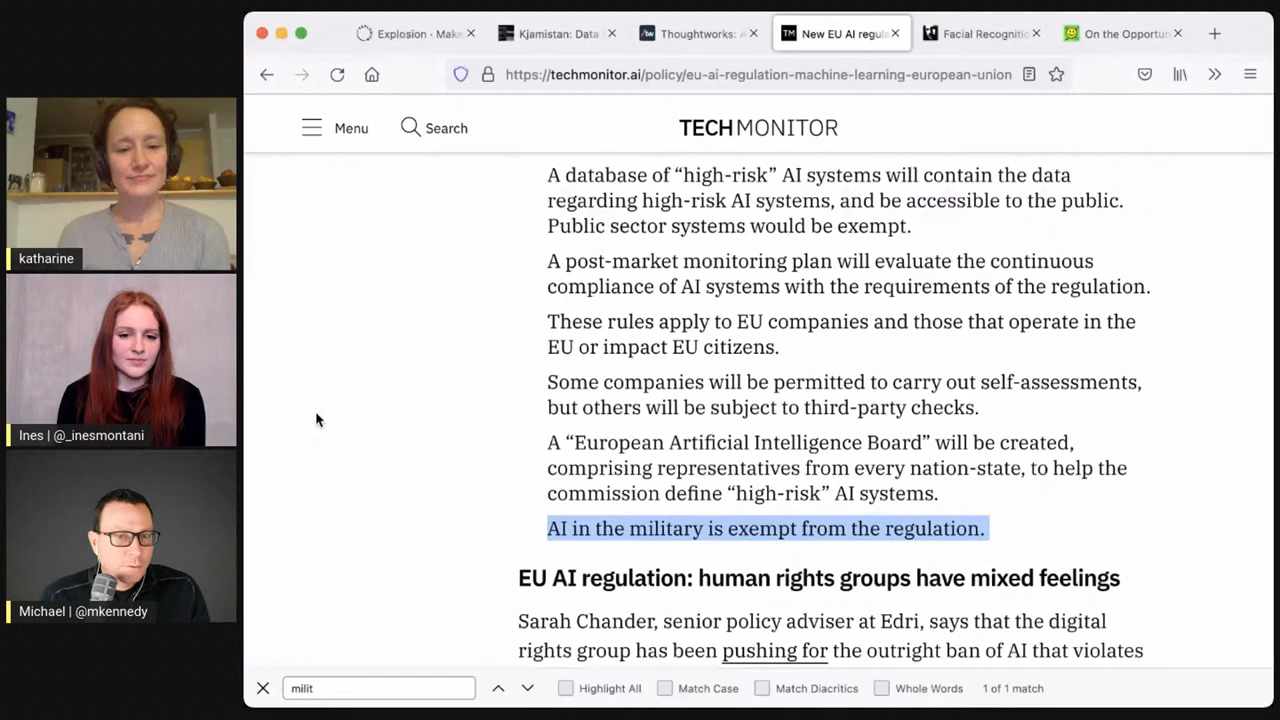 Explosion · Make
Kjamistan: Data
/tw
Thoughtworks: A
TM
New EU AI regula
Facial Recognitio
On the Opportun
https://techmonitor.ai/policy/eu-ai-regulation-machine-learning-european-union
Menu
Search
TECHMONITOR
A database of “high-risk” AI systems will contain the data
regarding high-risk AI systems, and be accessible to the public.
Public sector systems would be exempt.
A post-market monitoring plan will evaluate the continuous
compliance of AI systems with the requirements of the regulation.
These rules apply to EU companies and those that operate in the
EU or impact EU citizens.
Some companies will be permitted to carry out self-assessments,
but others will be subject to third-party checks.
A “European Artificial Intelligence Board” will be created,
comprising representatives from every nation-state, to help the
commission define “high-risk” AI systems.
AI in the military is exempt from the regulation.
EU AI regulation: human rights groups have mixed feelings
Sarah Chander, senior policy adviser at Edri, says that the digital
rights group has been pushing for the outright ban of AI that violates
milit
Highlight All
Match Case
Match Diacritics
Whole Words
1 of 1 match
katharine
Ines | @_inesmontani
Michael | @mkennedy